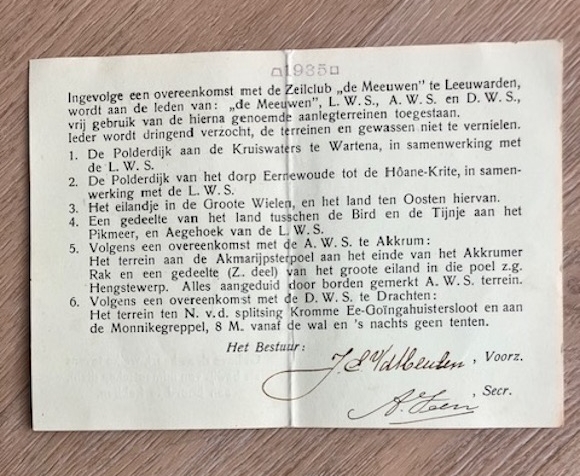 ¤1935¤
Ingevolge een overeenkomst met de Zeilclub „de Meeuwen” te Leeuwarden,
wordt aan de leden van: „de Meeuwen”, L. W. S., A. W. S. en D. W. S.,
vrij gebruik van de hierna genoemde aanlegterreinen toegestaan.
Ieder wordt dringend verzocht, de terreinen en gewassen niet te vernielen.
1. De Polderdijk aan de Kruiswaters te Wartena, in samenwerking met
de L. W. S.
2. De Polderdijk van het dorp Eernewoude tot de Hôane-Krite, in samen-
werking met de L. W. S.
3. Het eilandje in de Groote Wielen, en het land ten Oosten hiervan.
4. Een gedeelte van het land tusschen de Bird en de Tijnje aan het
Pikmeer, en Aegehoek van de L. W. S.
5. Volgens een overeenkomst met de A. W. S. te Akkrum:
Het terrein aan de Akmarijpsterpoel aan het einde van het Akkrumer
Rak en een gedeelte (Z. deel) van het groote eiland in de poel z.g.
Hengstewerp. Alles aangeduid door borden gemerkt A. W. S. terrein.
6. Volgens een overeenkomst met de D. W. S. te Drachten:
Het terrein ten N. v.d. splitsing Kromme Ee-Goïngahuistersloot en aan
de Monnikegreppel, 8 M. vanaf de wal en 's nachts geen tenten.
Het Bestuur:
J. E. v d Meulen, Voorz.
, Secr.